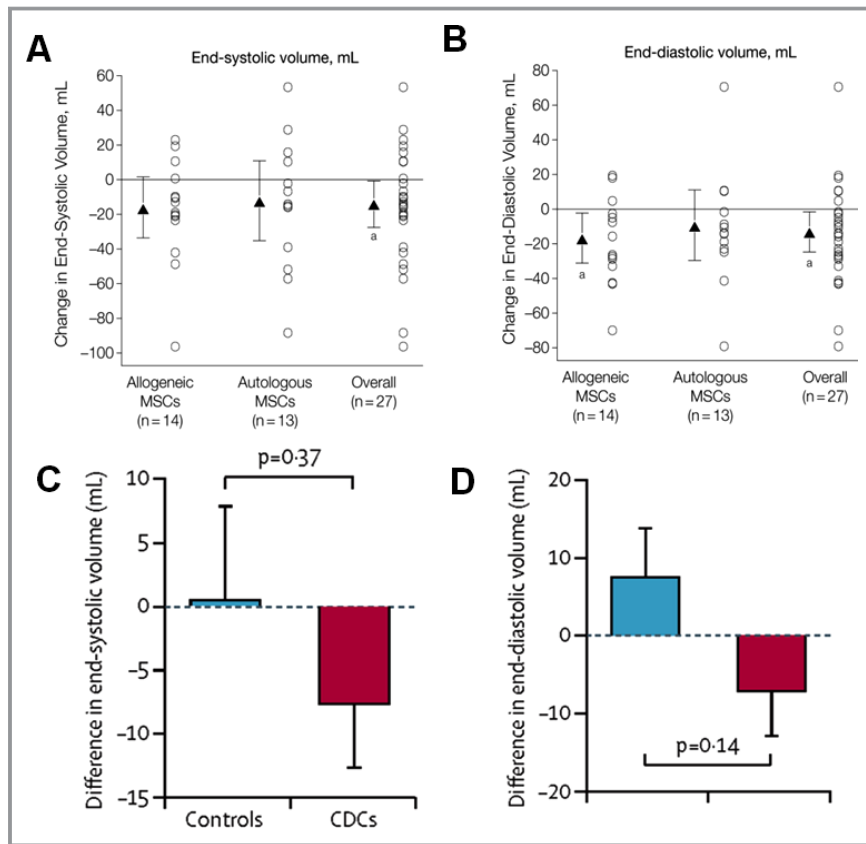 A
End-systolic volume, mL
Change in End-Systolic Volume, mL
60
40
20
0
−20
−40
−60
−80
−100
a
Allogeneic
MSCs
(n = 14)
Autologous
MSCs
(n = 13)
Overall
(n = 27)
B
End-diastolic volume, mL
Change in End-Diastolic Volume, mL
80
60
40
20
0
−20
−40
−60
−80
a
a
Allogeneic
MSCs
(n = 14)
Autologous
MSCs
(n = 13)
Overall
(n = 27)
C
Difference in end-systolic volume (mL)
10
5
0
−5
−10
−15
p=0·37
Controls
CDCs
D
Difference in end-diastolic volume (mL)
20
10
0
−10
−20
p=0·14